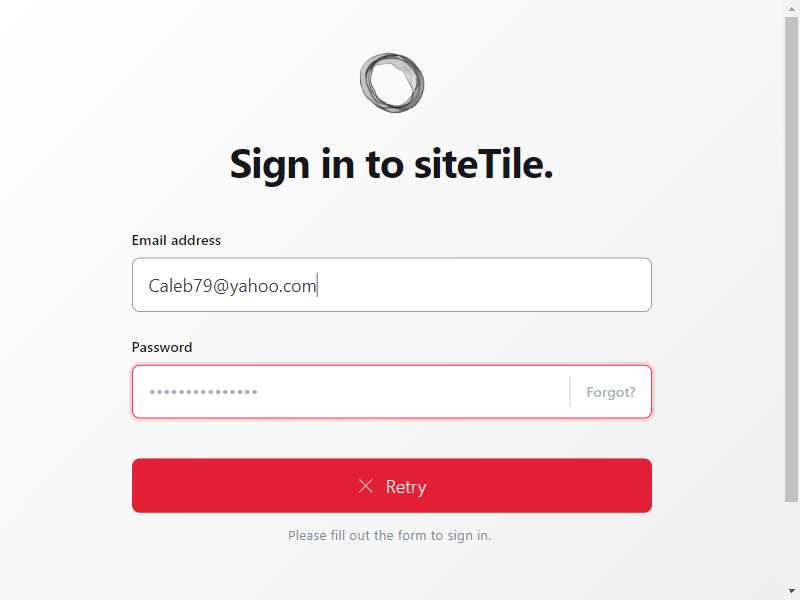 Sign in to siteTile.
Email address
Caleb79@yahoo.com
Password
•••••••••••••••
Forgot?
Retry
Please fill out the form to sign in.